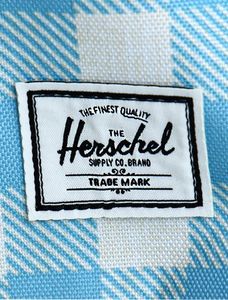 THE FINEST QUALITY
THE
Herschel
SUPPLY CO. BRAND
TRADE MARK